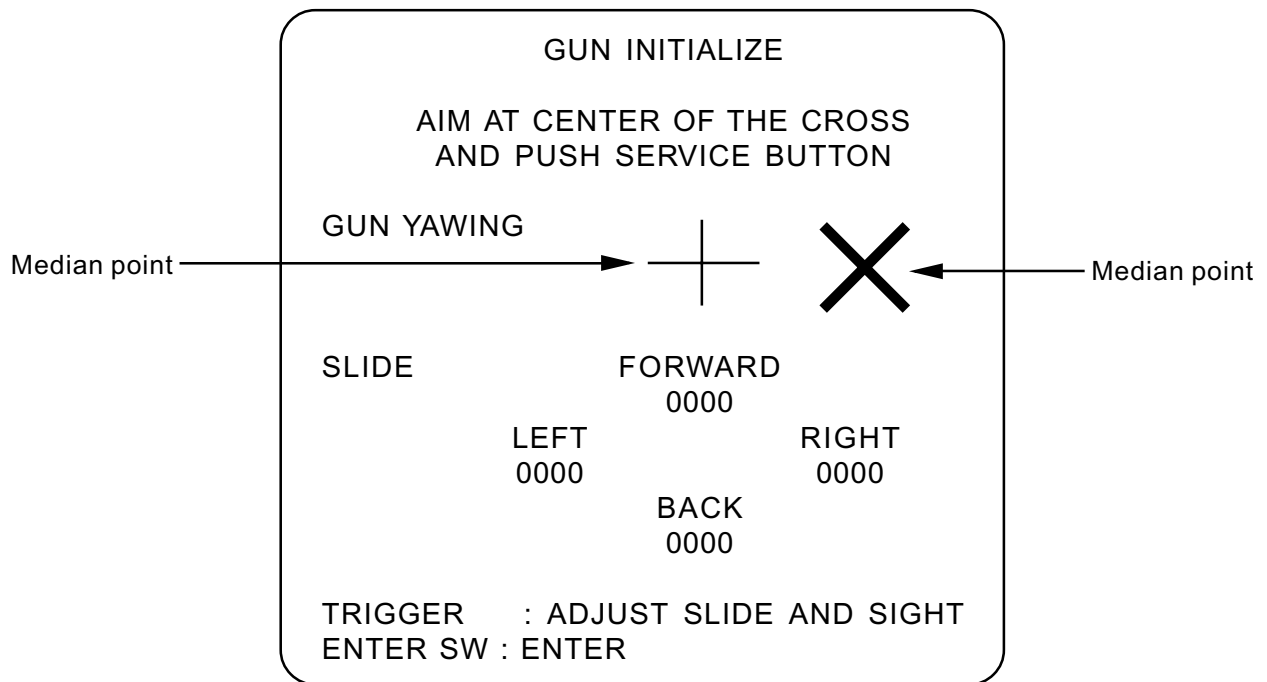 GUN INITIALIZE
AIM AT CENTER OF THE CROSS
AND PUSH SERVICE BUTTON
GUN YAWING
Median point
Median point
SLIDE
FORWARD
0000
LEFT
0000
RIGHT
0000
BACK
0000
TRIGGER : ADJUST SLIDE AND SIGHT
ENTER SW : ENTER